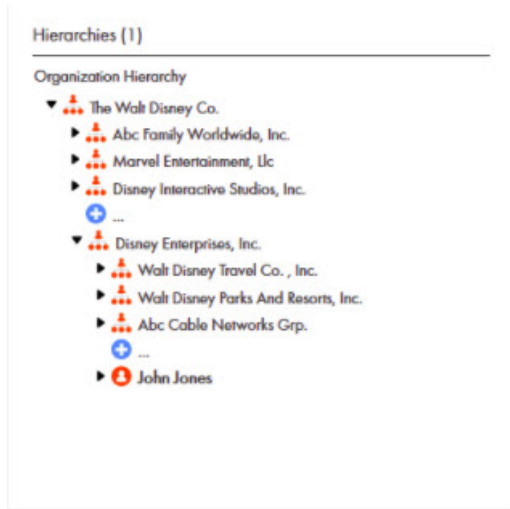 Hierarchies (1)
Organization Hierarchy
The Walt Disney Co.
Abc Family Worldwide, Inc.
Marvel Entertainment, Llc
Disney Interactive Studios, Inc.
...
Disney Enterprises, Inc.
Walt Disney Travel Co. , Inc.
Walt Disney Parks And Resorts, Inc.
Abc Cable Networks Grp.
...
John Jones